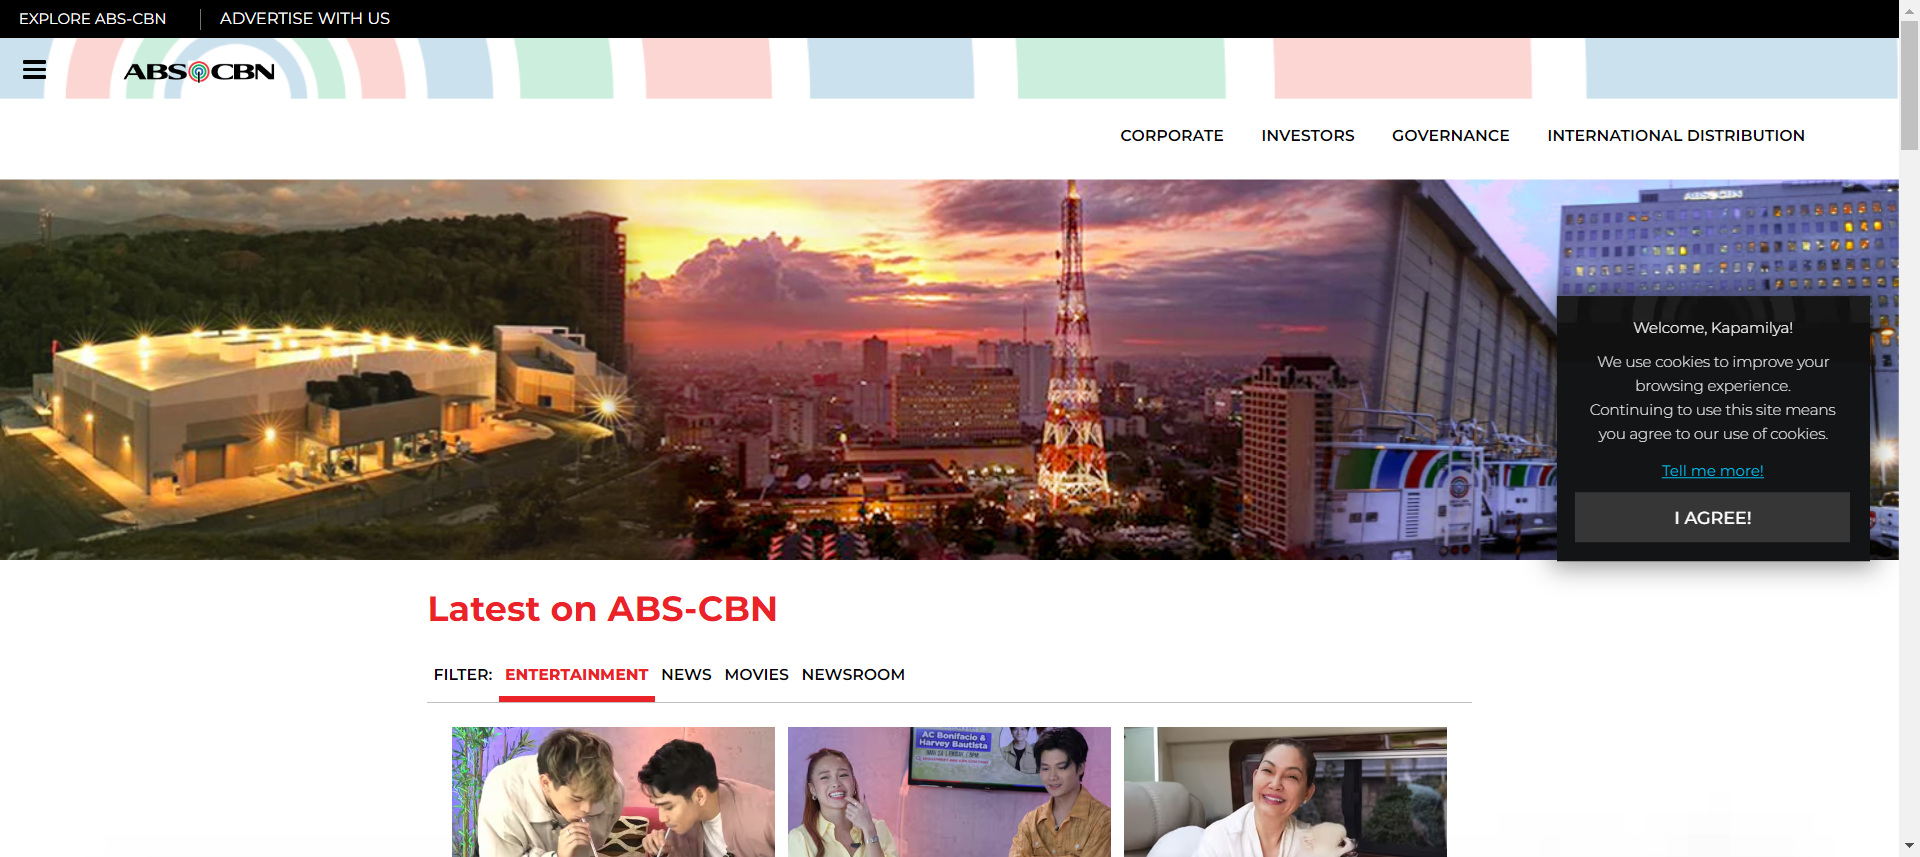 EXPLORE ABS-CBN
ADVERTISE WITH US
ABS-CBN
CORPORATE INVESTORS GOVERNANCE INTERNATIONAL DISTRIBUTION
ABS-CBN
Welcome, Kapamilya!
We use cookies to improve your
browsing experience.
Continuing to use this site means
you agree to our use of cookies.
Tell me more!
I AGREE!
Latest on ABS-CBN
FILTER: ENTERTAINMENT NEWS MOVIES NEWSROOM
AC Bonifacio &
Harvey Bautista